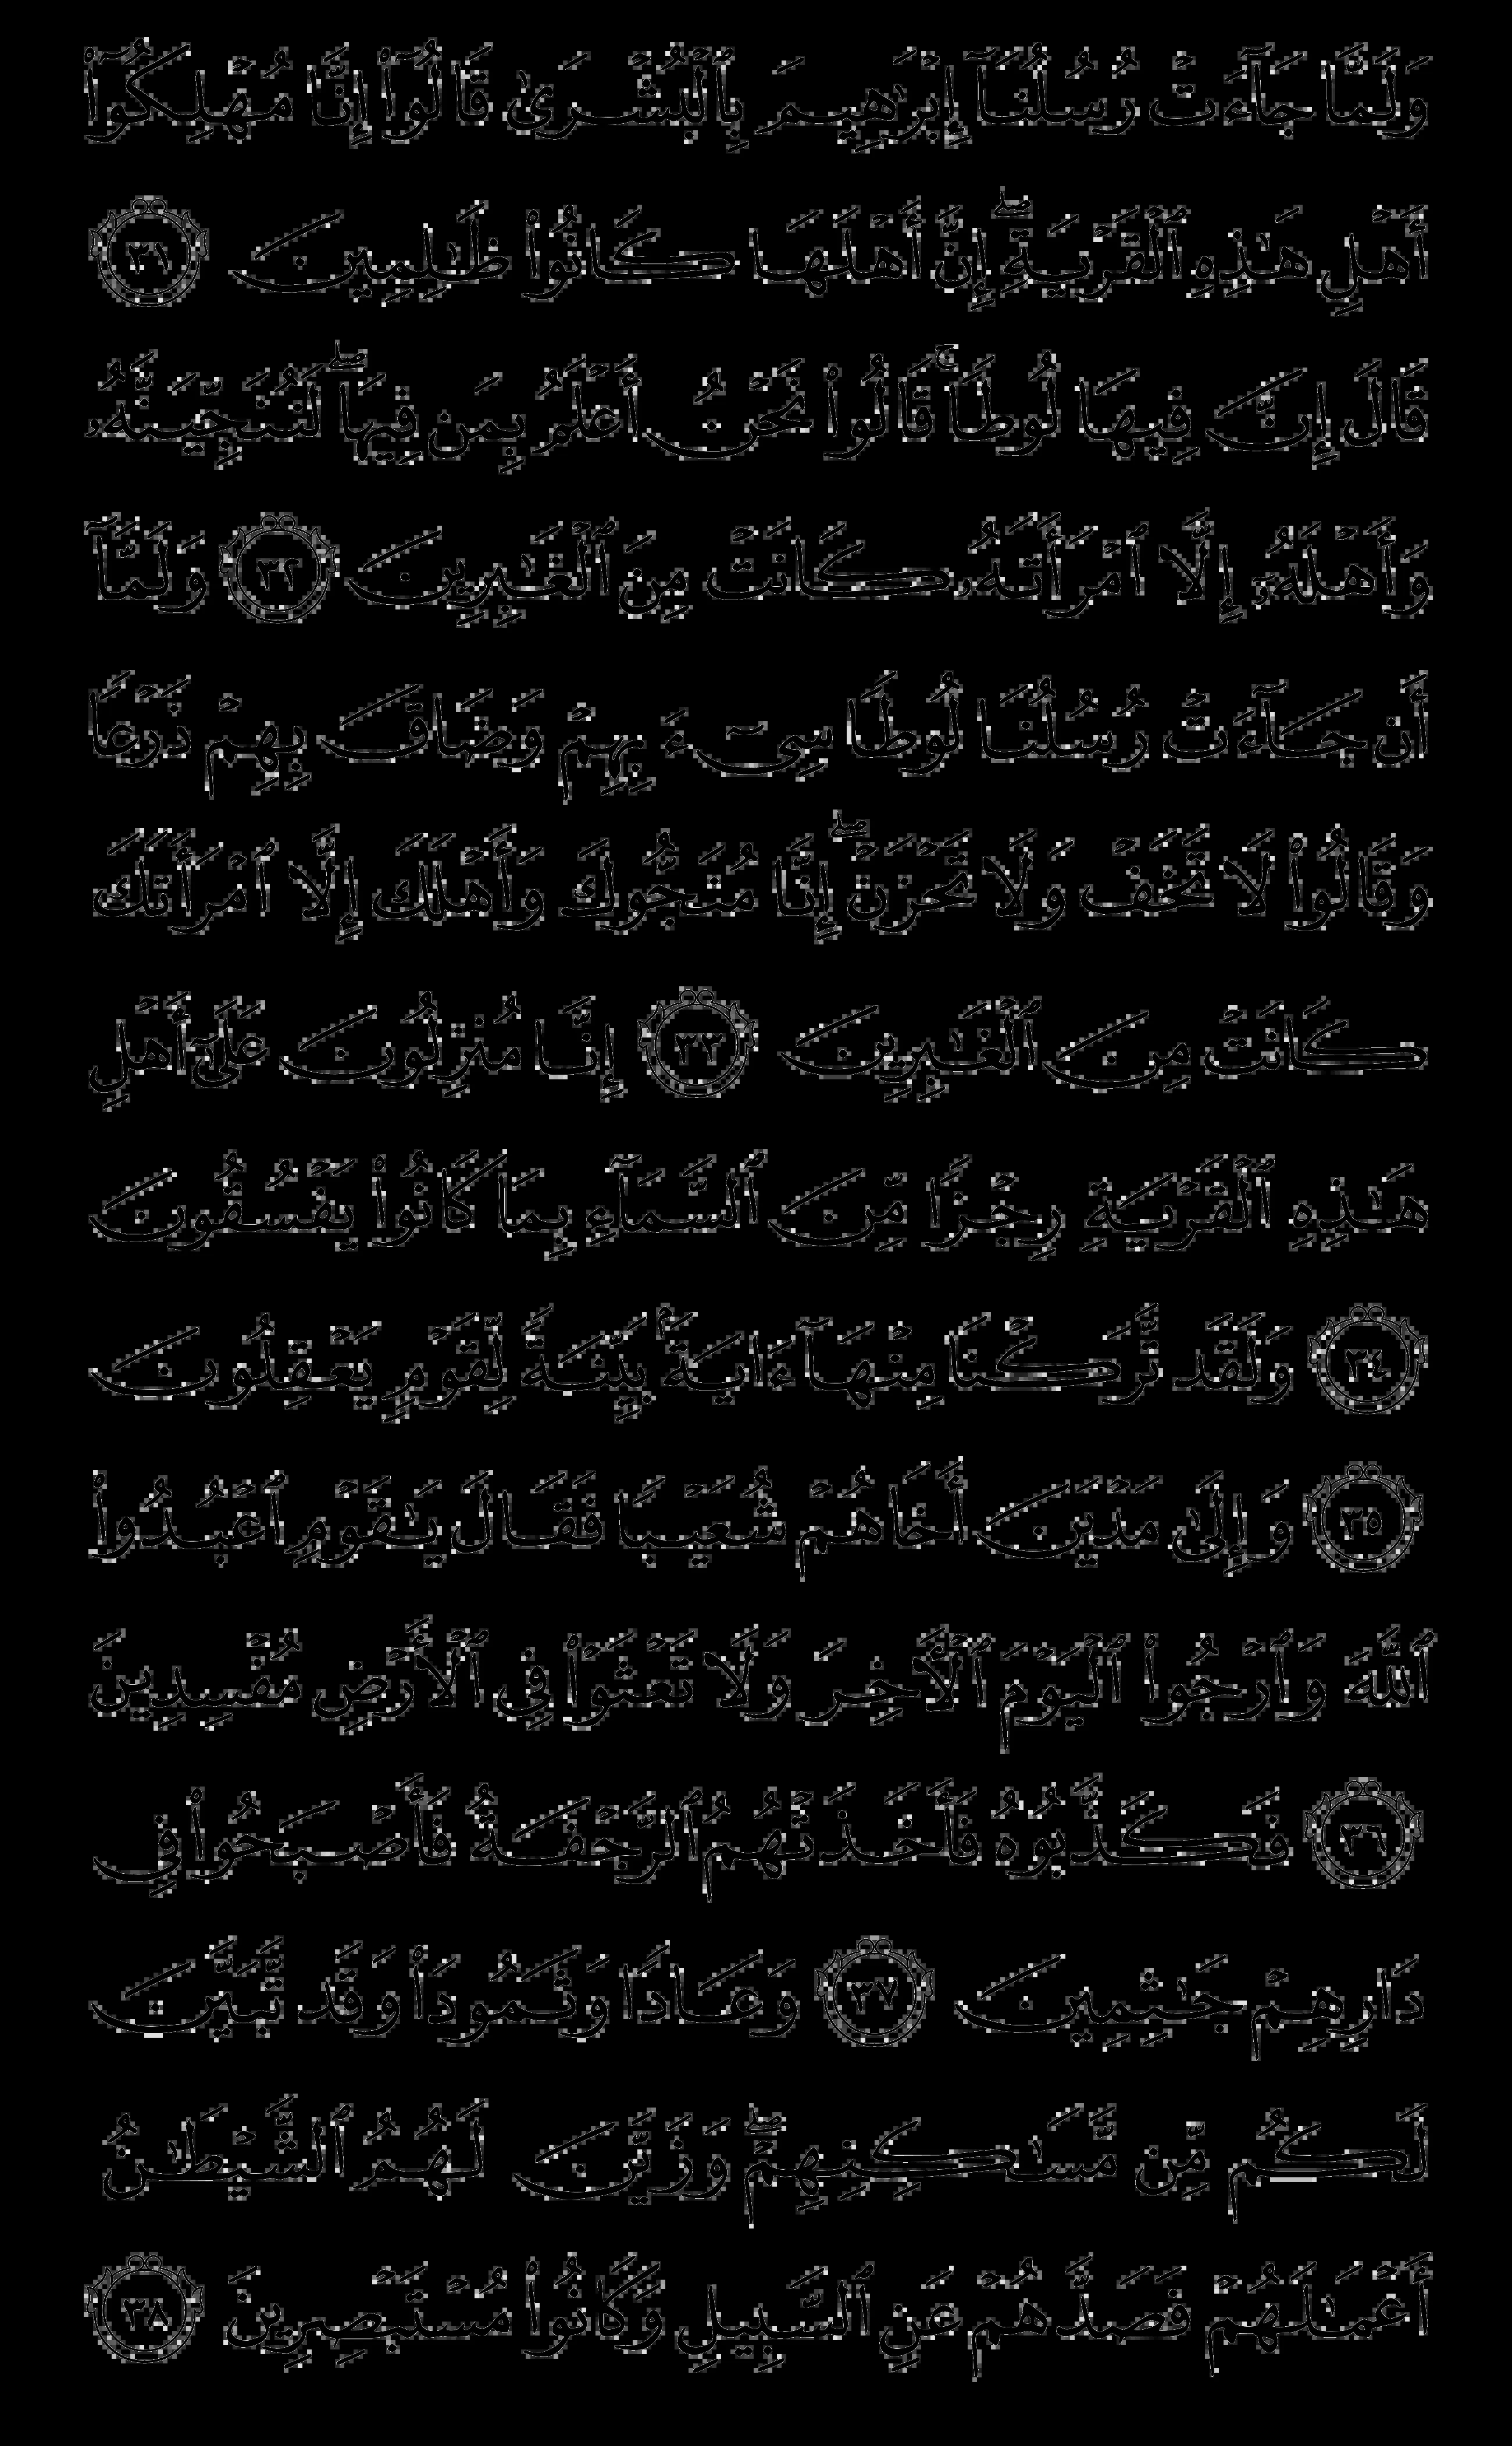 وَلَمَّا جَآءَتْ رُسُلُنَآ إِبْرَٰهِيمَ بِٱلْبُشْرَىٰ قَالُوٓا۟ إِنَّا مُهْلِكُوٓا۟
أَهْلِ هَـٰذِهِ ٱلْقَرْيَةِ ۖ إِنَّ أَهْلَهَا كَانُوا۟ ظَـٰلِمِينَ ٣١
قَالَ إِنَّ فِيهَا لُوطًا ۚ قَالُوا۟ نَحْنُ أَعْلَمُ بِمَن فِيهَا ۖ لَنُنَجِّيَنَّهُۥ
وَأَهْلَهُۥٓ إِلَّا ٱمْرَأَتَهُۥ كَانَتْ مِنَ ٱلْغَـٰبِرِينَ ٣٢ وَلَمَّآ
أَن جَآءَتْ رُسُلُنَا لُوطًا سِىٓءَ بِهِمْ وَضَاقَ بِهِمْ ذَرْعًا
وَقَالُوا۟ لَا تَخَفْ وَلَا تَحْزَنْ ۖ إِنَّا مُنَجُّوكَ وَأَهْلَكَ إِلَّا ٱمْرَأَتَكَ
كَانَتْ مِنَ ٱلْغَـٰبِرِينَ ٣٣ إِنَّا مُنزِلُونَ عَلَىٰٓ أَهْلِ
هَـٰذِهِ ٱلْقَرْيَةِ رِجْزًا مِّنَ ٱلسَّمَآءِ بِمَا كَانُوا۟ يَفْسُقُونَ
٣٤ وَلَقَد تَّرَكْنَا مِنْهَآ ءَايَةًۢ بَيِّنَةً لِّقَوْمٍ يَعْقِلُونَ
٣٥ وَإِلَىٰ مَدْيَنَ أَخَاهُمْ شُعَيْبًا فَقَالَ يَـٰقَوْمِ ٱعْبُدُوا۟
ٱللَّهَ وَٱرْجُوا۟ ٱلْيَوْمَ ٱلْـَٔاخِرَ وَلَا تَعْثَوْا۟ فِى ٱلْأَرْضِ مُفْسِدِينَ
٣٦ فَكَذَّبُوهُ فَأَخَذَتْهُمُ ٱلرَّجْفَةُ فَأَصْبَحُوا۟ فِى
دَارِهِمْ جَـٰثِمِينَ ٣٧ وَعَادًا وَثَمُودَا۟ وَقَد تَّبَيَّنَ
لَكُم مِّن مَّسَـٰكِنِهِمْ ۖ وَزَيَّنَ لَهُمُ ٱلشَّيْطَـٰنُ
أَعْمَـٰلَهُمْ فَصَدَّهُمْ عَنِ ٱلسَّبِيلِ وَكَانُوا۟ مُسْتَبْصِرِينَ ٣٨